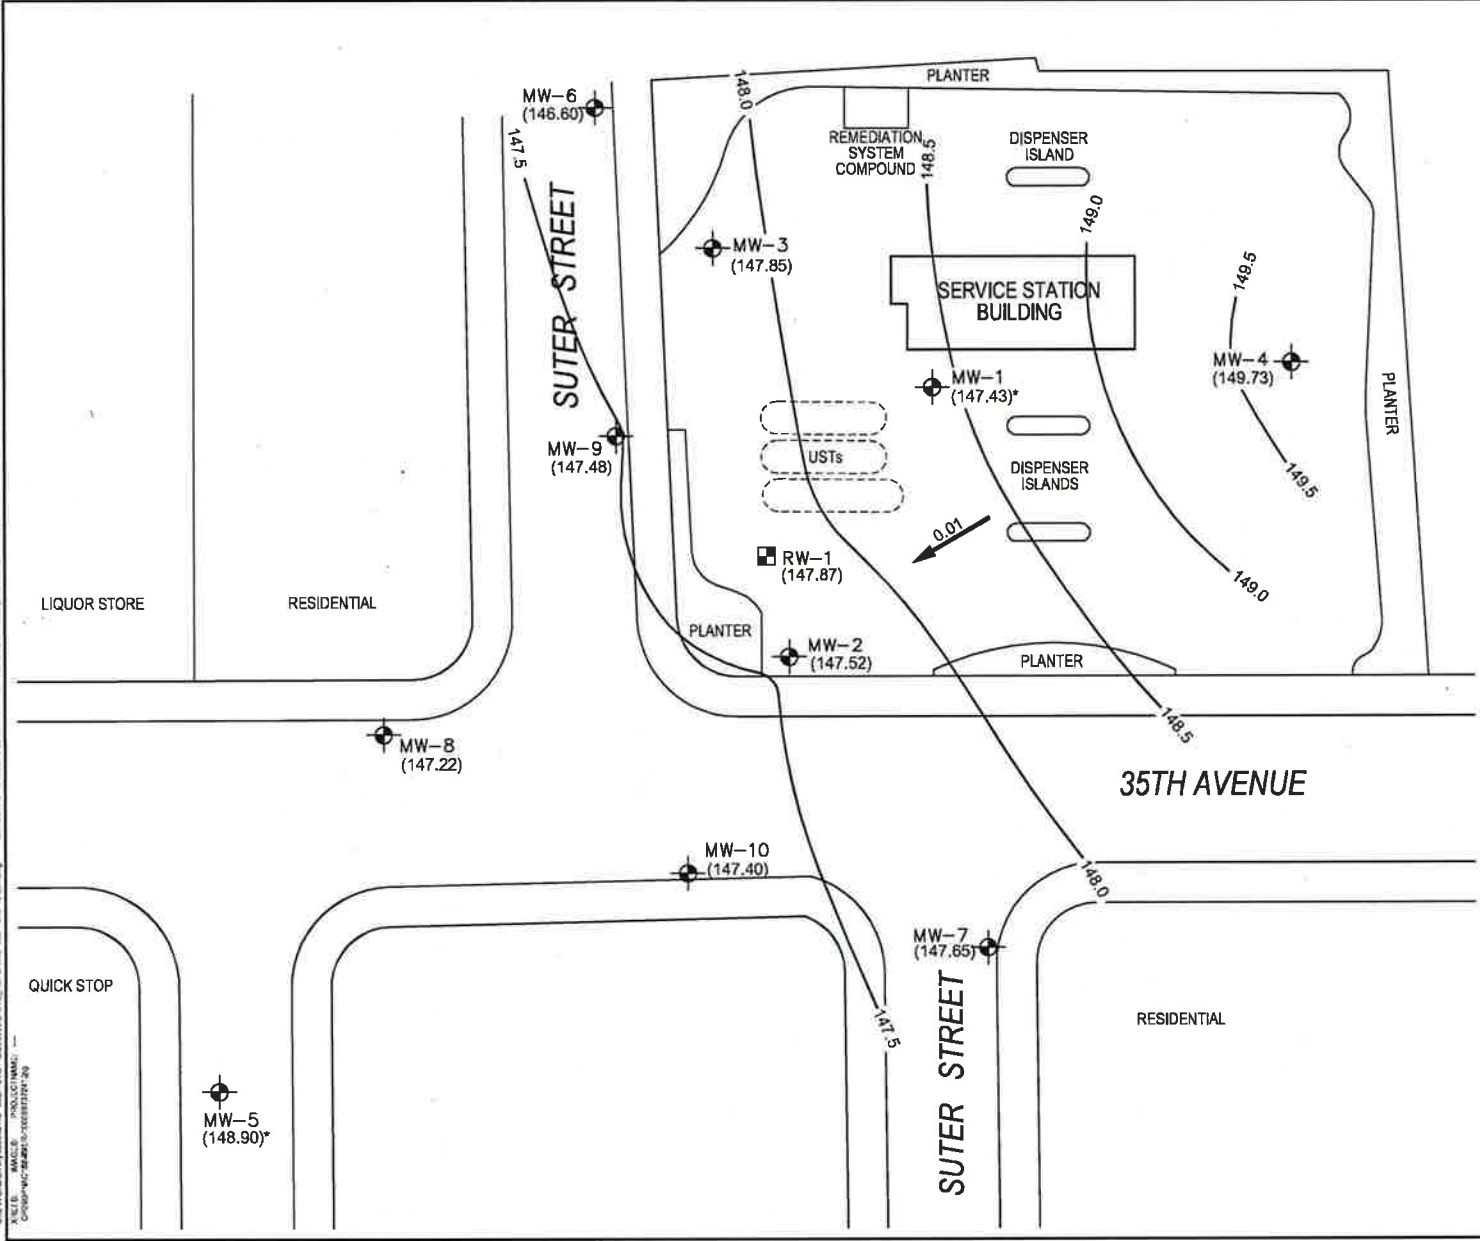 PLANTER
148.0
MW-6
(146.60)
147.5
REMEDIATION
SYSTEM
COMPOUND
148.5
DISPENSER
ISLAND
149.0
SUTER STREET
MW-3
(147.85)
149.5
SERVICE STATION
BUILDING
MW-4
(149.73)
MW-1
(147.43)*
PLANTER
MW-9
(147.48)
USTs
DISPENSER
ISLANDS
149.5
0.01
RW-1
(147.87)
149.0
LIQUOR STORE
RESIDENTIAL
PLANTER
MW-2
(147.52)
PLANTER
148.5
MW-8
(147.22)
35TH AVENUE
MW-10
(147.40)
148.0
MW-7
(147.65)
QUICK STOP
147.5
SUTER STREET
RESIDENTIAL
MW-5
(148.90)*